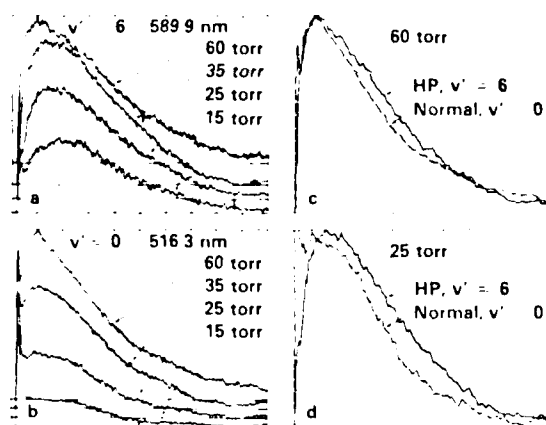 v' 6 589 9 nm
60 torr
35 torr
25 torr
15 torr
a
60 torr
HP, v' = 6
Normal, v' 0
c
v' = 0 516 3 nm
60 torr
35 torr
25 torr
15 torr
b
25 torr
HP, v' = 6
Normal, v' 0
d